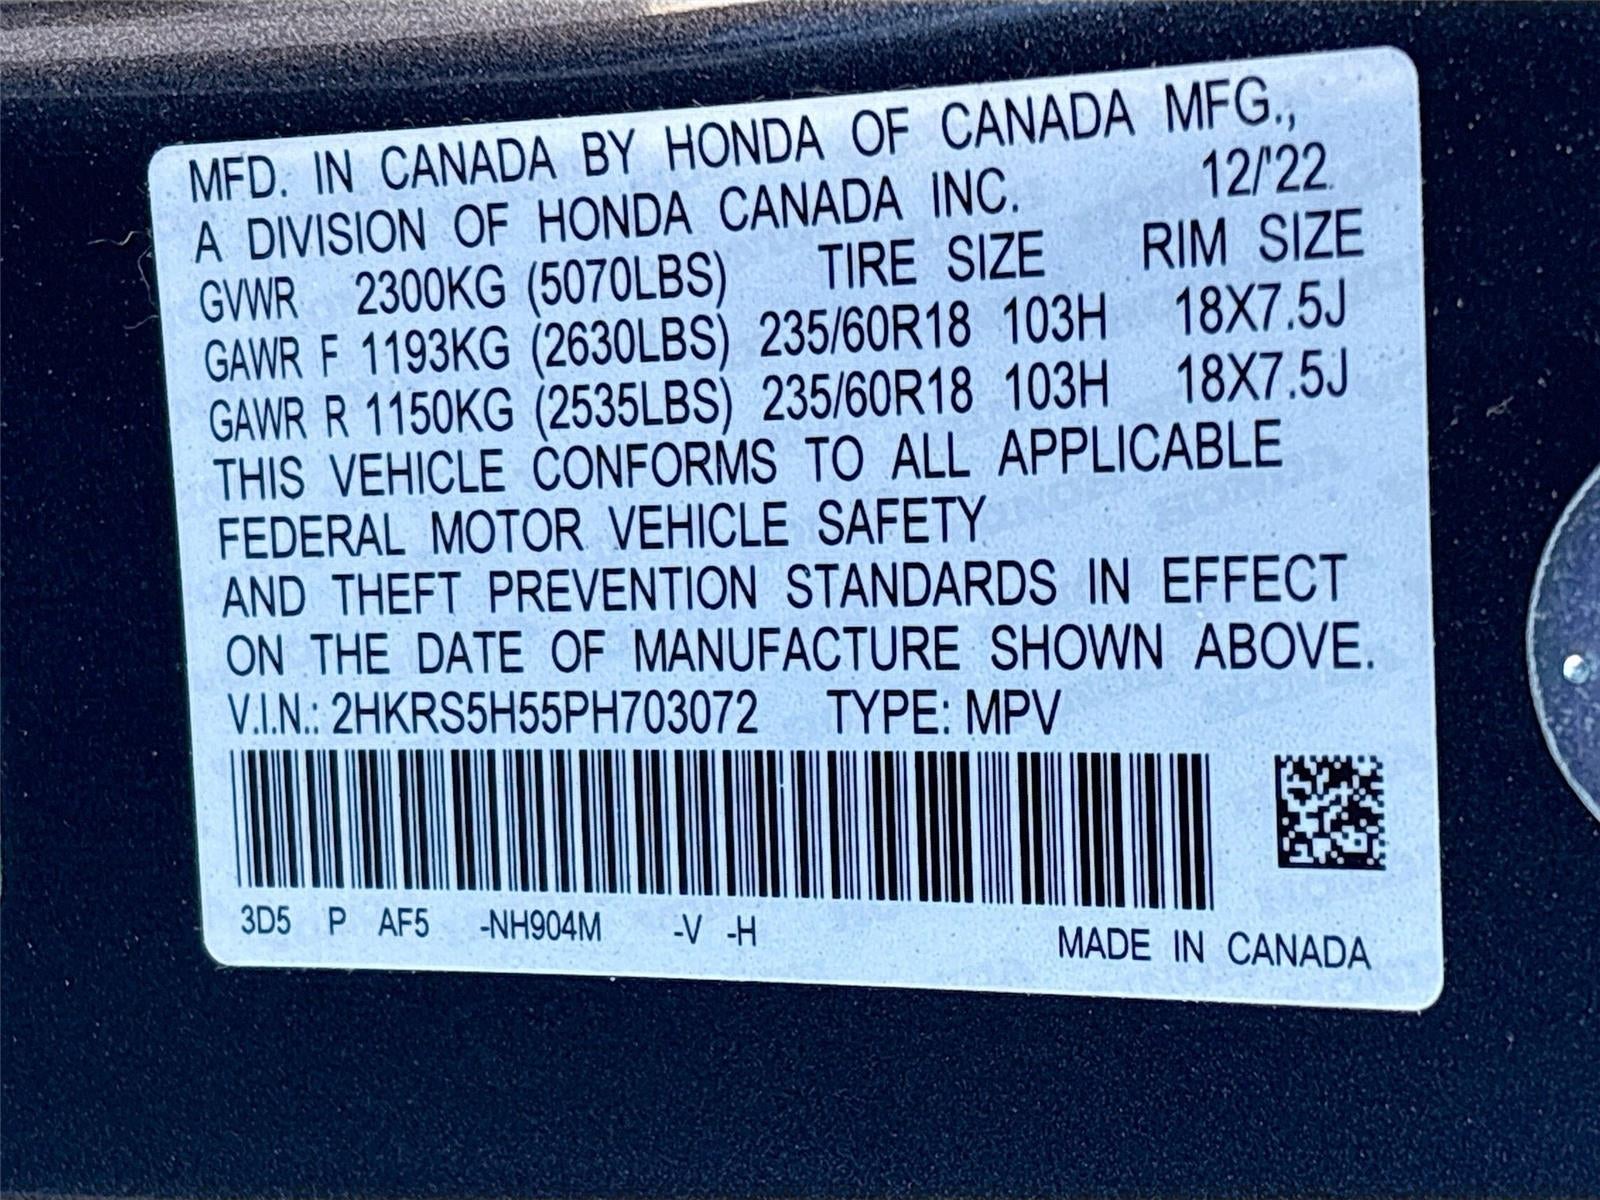 MFD. IN CANADA BY HONDA OF CANADA MFG.,
A DIVISION OF HONDA CANADA INC. 12/'22
GVWR 2300KG (5070LBS) TIRE SIZE RIM SIZE
GAWR F 1193KG (2630LBS) 235/60R18 103H 18X7.5J
GAWR R 1150KG (2535LBS) 235/60R18 103H 18X7.5J
THIS VEHICLE CONFORMS TO ALL APPLICABLE
FEDERAL MOTOR VEHICLE SAFETY
AND THEFT PREVENTION STANDARDS IN EFFECT
ON THE DATE OF MANUFACTURE SHOWN ABOVE.
V.I.N.: 2HKRS5H55PH703072 TYPE: MPV
3D5 P AF5 -NH904M -V -H
MADE IN CANADA